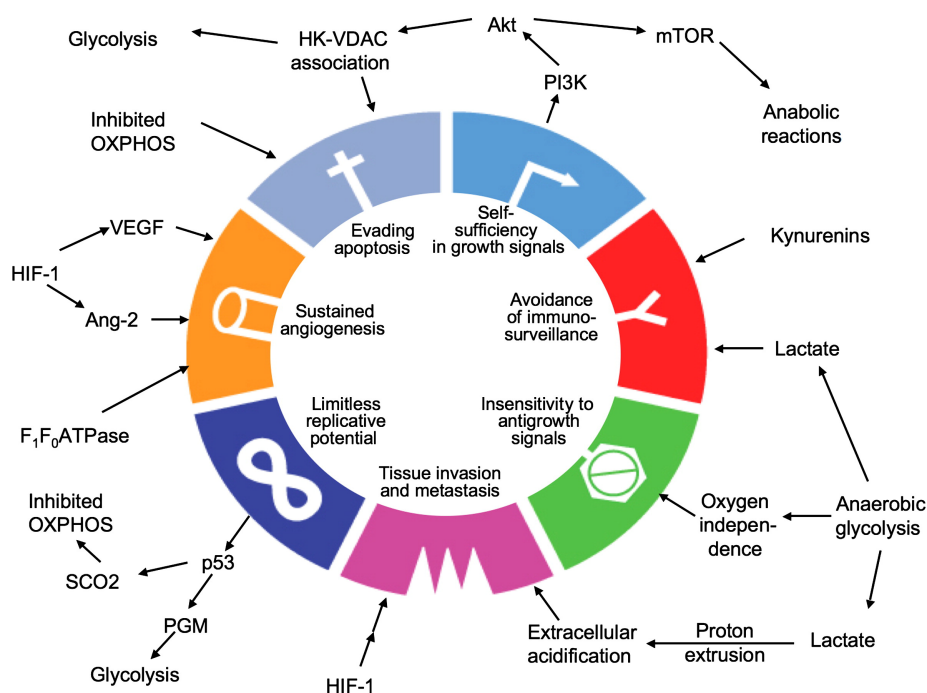 Glycolysis
HK-VDAC
association
Akt
mTOR
PI3K
Anabolic
reactions
Inhibited
OXPHOS
Evading
apoptosis
Self-
sufficiency
in growth signals
VEGF
HIF-1
Ang-2
Kynurenins
Sustained
angiogenesis
Avoidance
of immuno-
surveillance
Lactate
F₁F₀ATPase
Limitless
replicative
potential
Insensitivity to
antigrowth
signals
Tissue invasion
and metastasis
Inhibited
OXPHOS
Oxygen
indepen-
dence
Anaerobic
glycolysis
p53
SCO2
PGM
Glycolysis
HIF-1
Extracellular
acidification
Proton
extrusion
Lactate